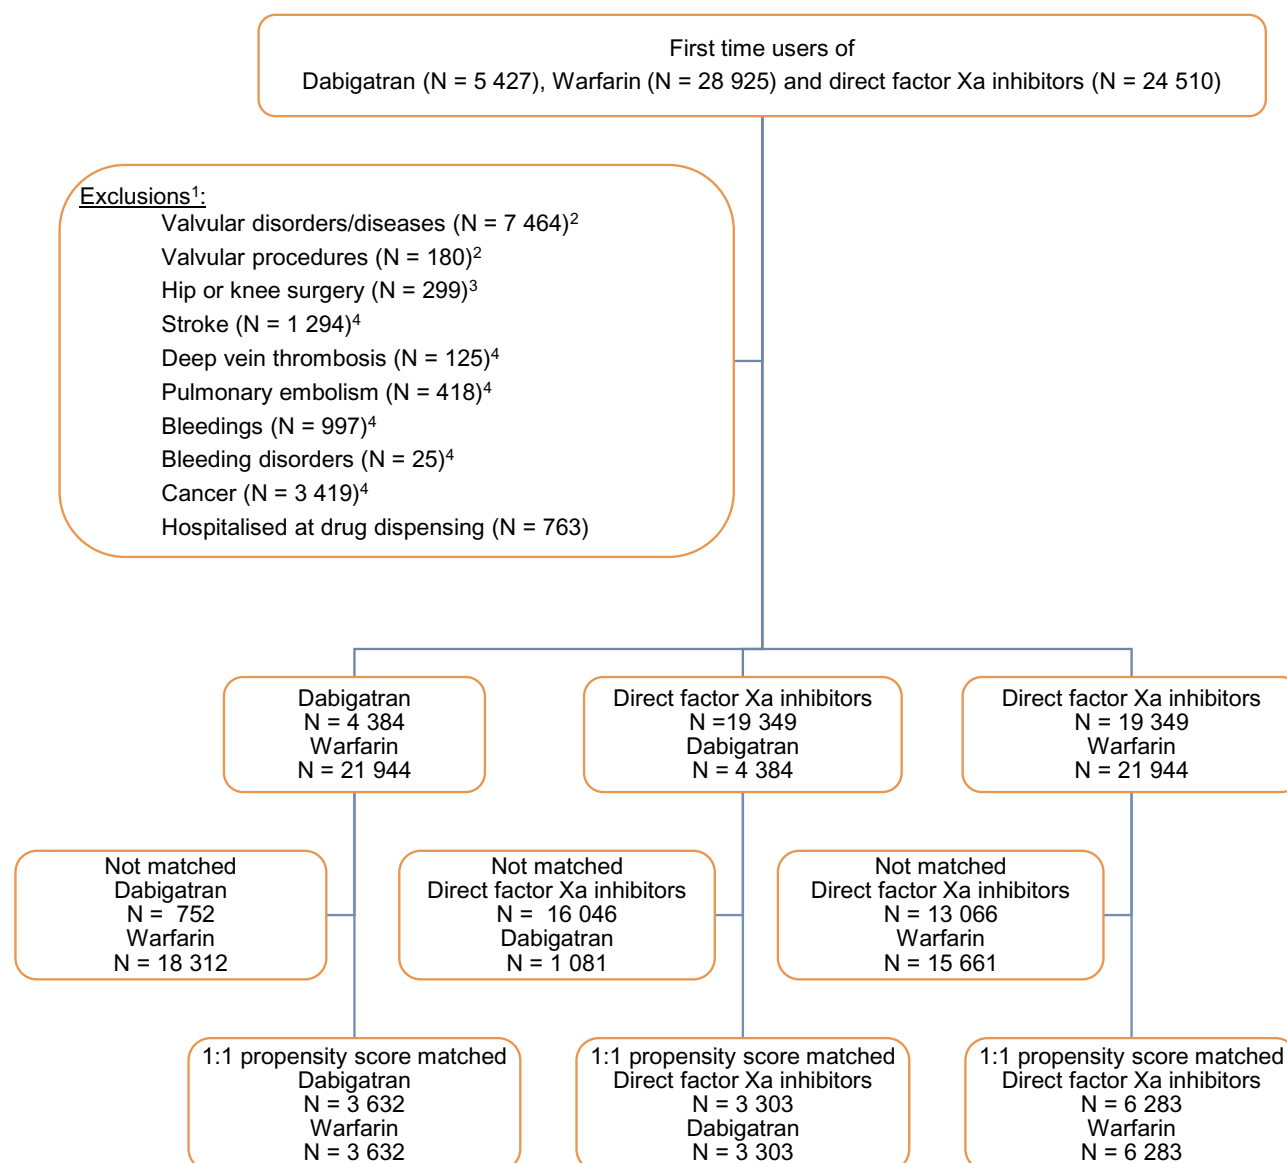 First time users of
Dabigatran (N = 5 427), Warfarin (N = 28 925) and direct factor Xa inhibitors (N = 24 510)
Exclusions¹:
Valvular disorders/diseases (N = 7 464)²
Valvular procedures (N = 180)²
Hip or knee surgery (N = 299)³
Stroke (N = 1 294)⁴
Deep vein thrombosis (N = 125)⁴
Pulmonary embolism (N = 418)⁴
Bleedings (N = 997)⁴
Bleeding disorders (N = 25)⁴
Cancer (N = 3 419)⁴
Hospitalised at drug dispensing (N = 763)
Dabigatran
N = 4 384
Warfarin
N = 21 944
Direct factor Xa inhibitors
N =19 349
Dabigatran
N = 4 384
Direct factor Xa inhibitors
N = 19 349
Warfarin
N = 21 944
Not matched
Dabigatran
N =  752
Warfarin
N = 18 312
Not matched
Direct factor Xa inhibitors
N =  16 046
Dabigatran
N = 1 081
Not matched
Direct factor Xa inhibitors
N = 13 066
Warfarin
N = 15 661
1:1 propensity score matched
Dabigatran
N = 3 632
Warfarin
N = 3 632
1:1 propensity score matched
Direct factor Xa inhibitors
N = 3 303
Dabigatran
N = 3 303
1:1 propensity score matched
Direct factor Xa inhibitors
N = 6 283
Warfarin
N = 6 283